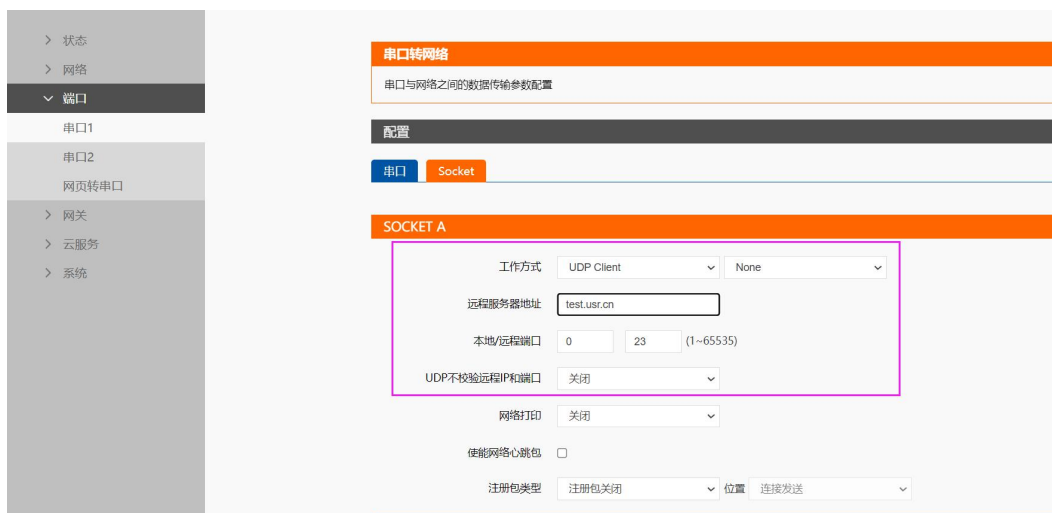 状态
网络
端口
串口1
串口2
网页转串口
网关
云服务
系统
串口转网络
串口与网络之间的数据传输参数配置
配置
串口 Socket
SOCKET A
工作方式 UDP Client None
远程服务器地址 test.usr.cn
本地/远程端口 0 23 (1~65535)
UDP不校验远程IP和端口 关闭
网络打印 关闭
使能网络心跳包
注册包类型 注册包关闭 位置 连接发送